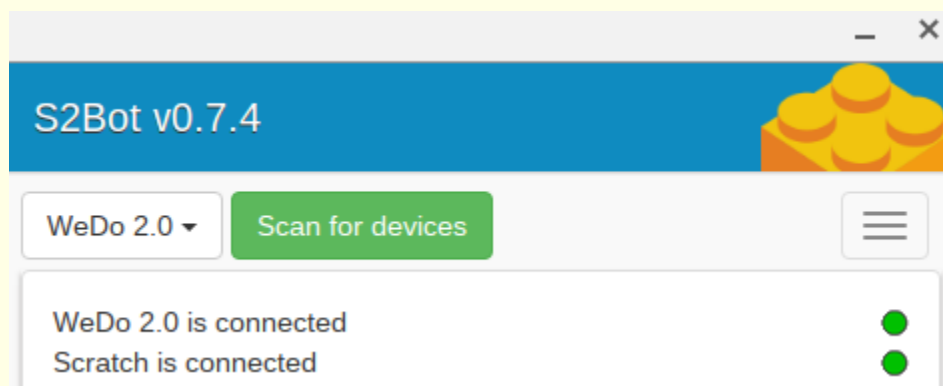 S2Bot v0.7.4
WeDo 2.0 Scan for devices
WeDo 2.0 is connected
Scratch is connected